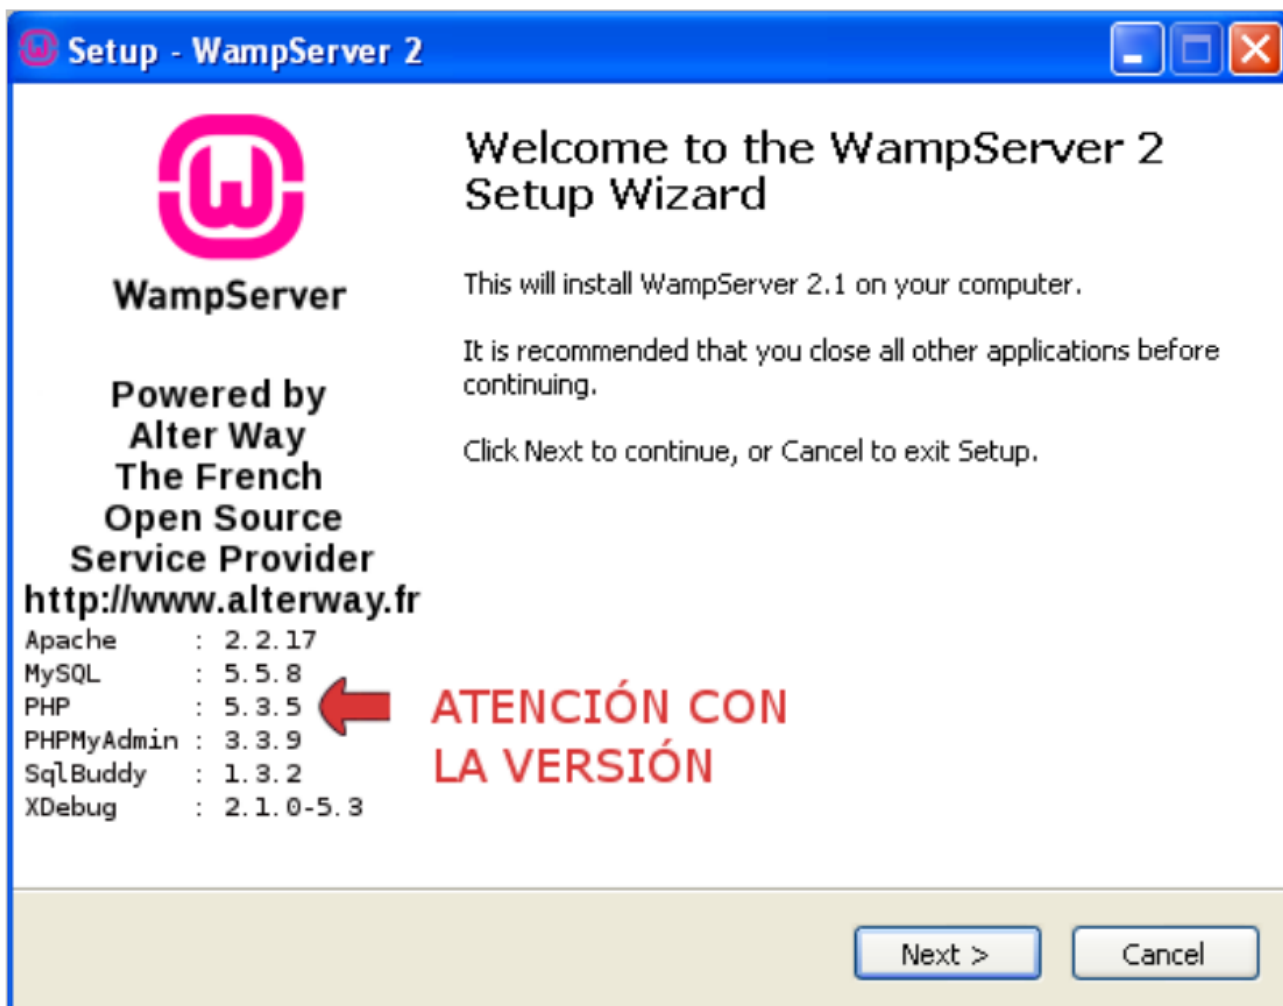 Setup - WampServer 2
WampServer
Powered by
Alter Way
The French
Open Source
Service Provider
http://www.alterway.fr
Apache : 2.2.17
MySQL : 5.5.8
PHP : 5.3.5
PHPMyAdmin : 3.3.9
SqlBuddy : 1.3.2
XDebug : 2.1.0-5.3
Welcome to the WampServer 2
Setup Wizard
This will install WampServer 2.1 on your computer.
It is recommended that you close all other applications before
continuing.
Click Next to continue, or Cancel to exit Setup.
ATENCIÓN CON
LA VERSIÓN
Next >
Cancel